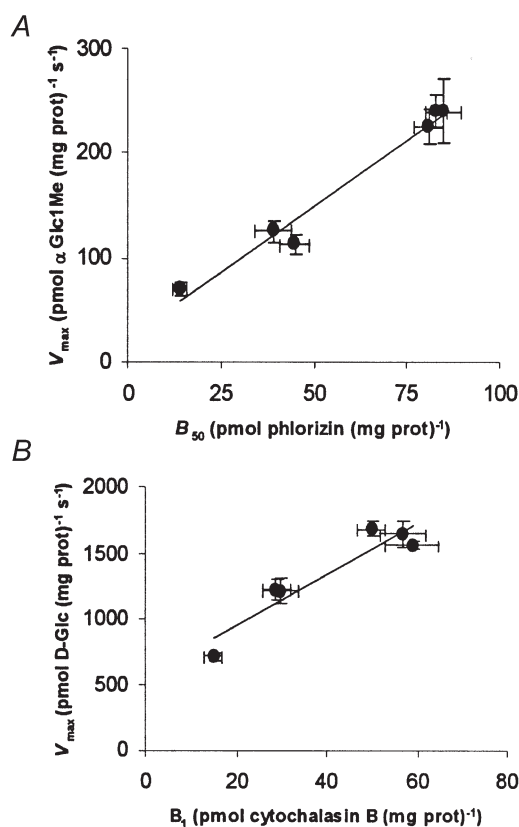 A
300
200
100
0
0 25 50 75 100
Vmax (pmol α Glc1Me (mg prot) -1 s-1)
B50 (pmol phlorizin (mg prot)-1)
B
2000
1500
1000
500
0
0 20 40 60 80
Vmax (pmol D-Glc (mg prot)-1 s-1)
B1 (pmol cytochalasin B (mg prot)-1)